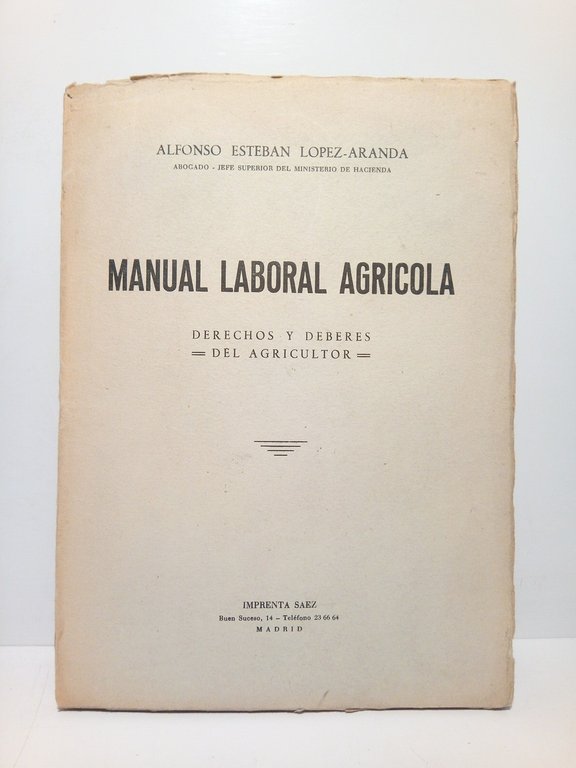 ALFONSO ESTEBAN LOPEZ-ARANDA
ABOGADO - JEFE SUPERIOR DEL MINISTERIO DE HACIENDA
MANUAL LABORAL AGRICOLA
DERECHOS Y DEBERES
= DEL AGRICULTOR =
IMPRENTA SAEZ
Buen Suceso, 14 - Teléfono 23 66 64
MADRID